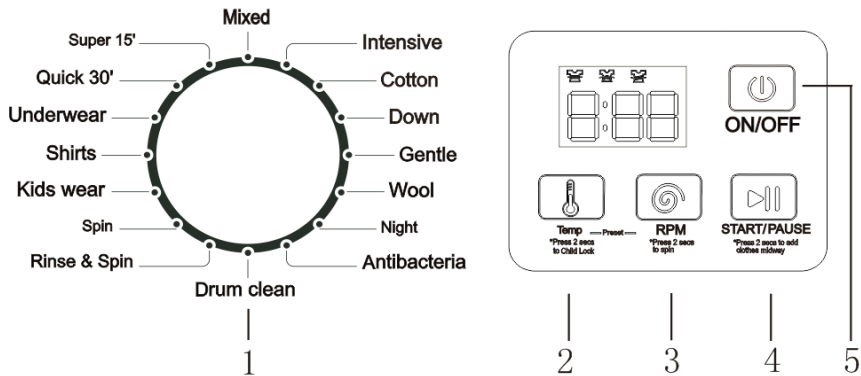 Mixed
Super 15'
Intensive
Quick 30'
Cotton
Underwear
Down
Shirts
Gentle
Kids wear
Wool
Spin
Night
Rinse & Spin
Antibacteria
Drum clean
1
8:88
ON/OFF
Temp
Preset
RPM
START/PAUSE
*Press 2 secs
to Child Lock
*Press 2 secs
to spin
*Press 2 secs to add
clothes midway
2
3
4
5